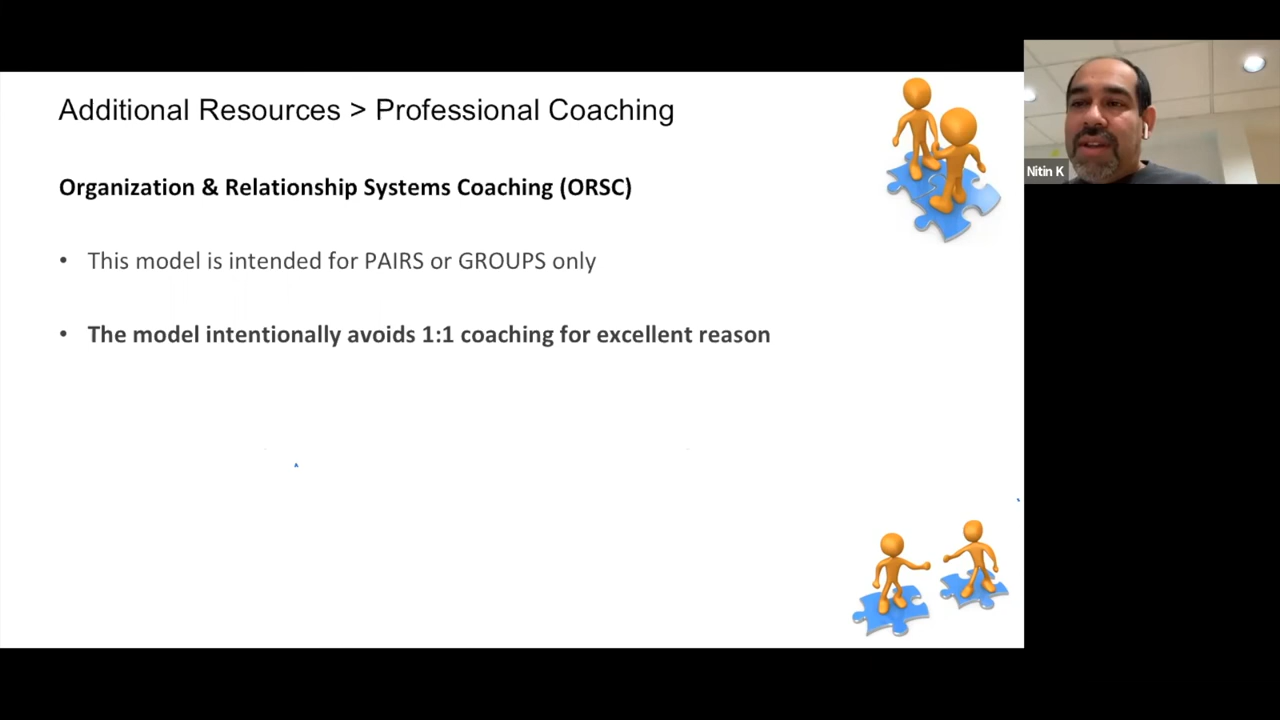 Additional Resources > Professional Coaching
Organization & Relationship Systems Coaching (ORSC)
• This model is intended for PAIRS or GROUPS only
• The model intentionally avoids 1:1 coaching for excellent reason
Nitin K